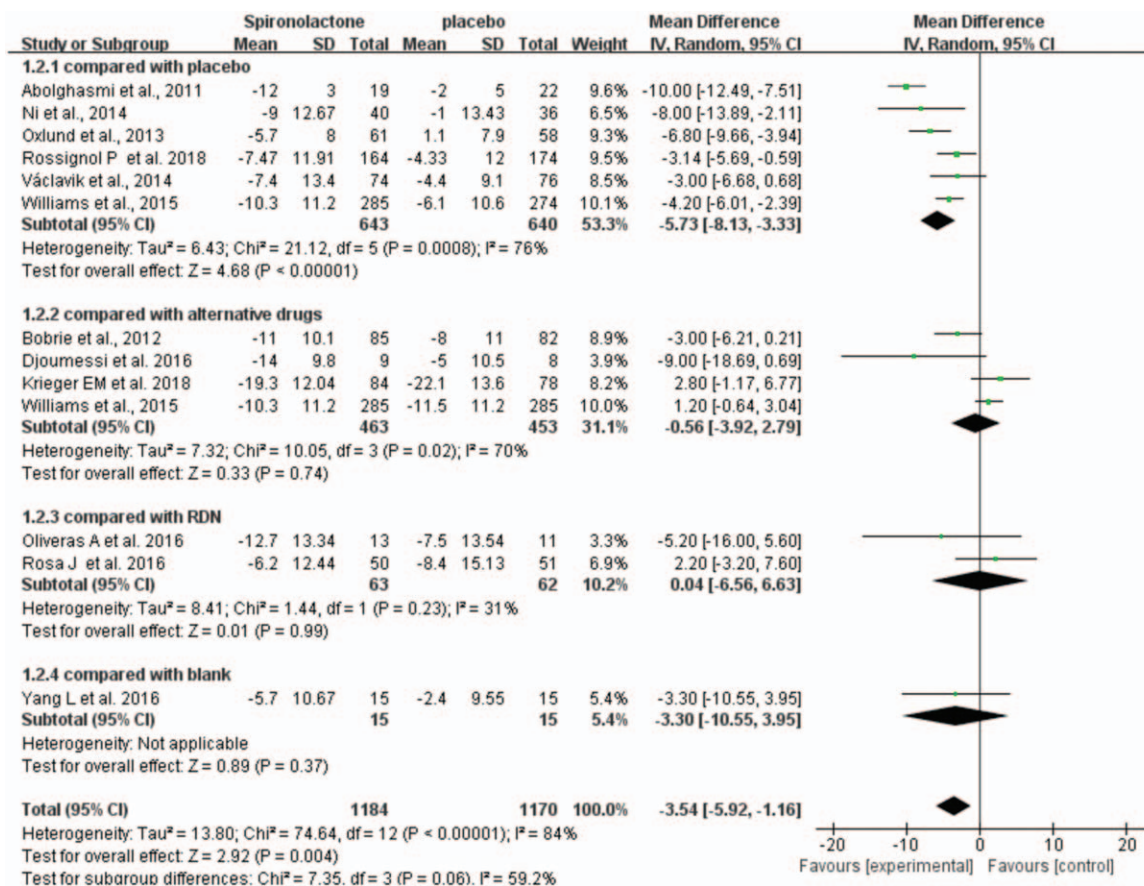 Spironolactone placebo Mean Difference Mean Difference
Study or Subgroup Mean SD Total Mean SD Total Weight IV, Random, 95% CI IV, Random, 95% CI
1.2.1 compared with placebo
Abolghasmi et al., 2011 -12 3 19 -2 5 22 9.6% -10.00 [-12.49, -7.51]
Ni et al., 2014 -9 12.67 40 -1 13.43 36 6.5% -8.00 [-13.89, -2.11]
Oxlund et al., 2013 -5.7 8 61 1.1 7.9 58 9.3% -6.80 [-9.66, -3.94]
Rossignol P et al. 2018 -7.47 11.91 164 -4.33 12 174 9.5% -3.14 [-5.69, -0.59]
Václavik et al., 2014 -7.4 13.4 74 -4.4 9.1 76 8.5% -3.00 [-6.68, 0.68]
Williams et al., 2015 -10.3 11.2 285 -6.1 10.6 274 10.1% -4.20 [-6.01, -2.39]
Subtotal (95% CI) 643 640 53.3% -5.73 [-8.13, -3.33]
Heterogeneity: Tau² = 6.43; Chi² = 21.12, df = 5 (P = 0.0008); I² = 76%
Test for overall effect: Z = 4.68 (P < 0.00001)
1.2.2 compared with alternative drugs
Bobrie et al., 2012 -11 10.1 85 -8 11 82 8.9% -3.00 [-6.21, 0.21]
Djoumessi et al. 2016 -14 9.8 9 -5 10.5 8 3.9% -9.00 [-18.69, 0.69]
Krieger EM et al. 2018 -19.3 12.04 84 -22.1 13.6 78 8.2% 2.80 [-1.17, 6.77]
Williams et al., 2015 -10.3 11.2 285 -11.5 11.2 285 10.0% 1.20 [-0.64, 3.04]
Subtotal (95% CI) 463 453 31.1% -0.56 [-3.92, 2.79]
Heterogeneity: Tau² = 7.32; Chi² = 10.05, df = 3 (P = 0.02); I² = 70%
Test for overall effect: Z = 0.33 (P = 0.74)
1.2.3 compared with RDN
Oliveras A et al. 2016 -12.7 13.34 13 -7.5 13.54 11 3.3% -5.20 [-16.00, 5.60]
Rosa J et al. 2016 -6.2 12.44 50 -8.4 15.13 51 6.9% 2.20 [-3.20, 7.60]
Subtotal (95% CI) 63 62 10.2% 0.04 [-6.56, 6.63]
Heterogeneity: Tau² = 8.41; Chi² = 1.44, df = 1 (P = 0.23); I² = 31%
Test for overall effect: Z = 0.01 (P = 0.99)
1.2.4 compared with blank
Yang L et al. 2016 -5.7 10.67 15 -2.4 9.55 15 5.4% -3.30 [-10.55, 3.95]
Subtotal (95% CI) 15 15 5.4% -3.30 [-10.55, 3.95]
Heterogeneity: Not applicable
Test for overall effect: Z = 0.89 (P = 0.37)
Total (95% CI) 1184 1170 100.0% -3.54 [-5.92, -1.16]
Heterogeneity: Tau² = 13.80; Chi² = 74.64, df = 12 (P < 0.00001); I² = 84%
Test for overall effect: Z = 2.92 (P = 0.004)
Test for subgroup differences: Chi² = 7.35, df = 3 (P = 0.06), I² = 59.2%
-20 -10 0 10 20
Favours [experimental] Favours [control]